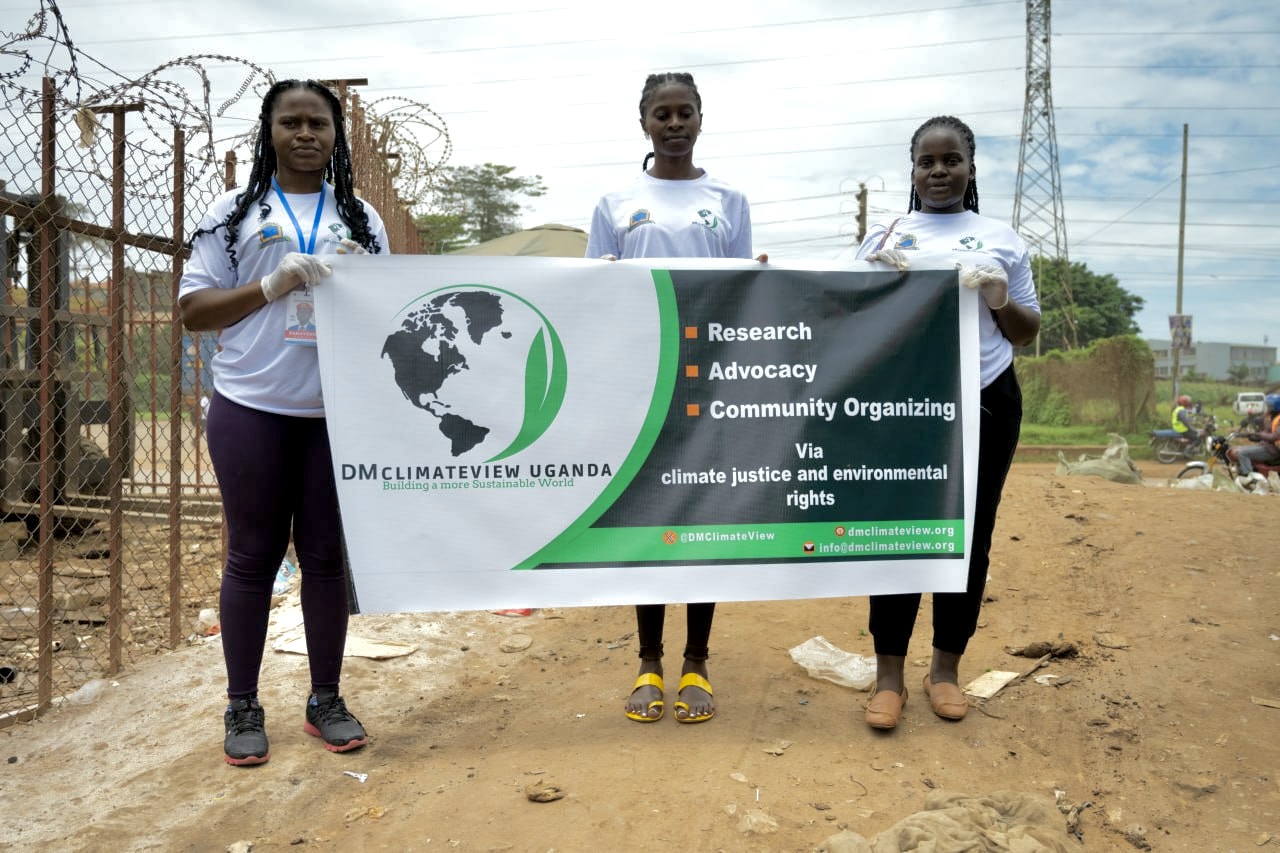 DMCLIMATEVIEW UGANDA
Building a more Sustainable World
Research
Advocacy
Community Organizing
Via
climate justice and environmental
rights
@DMClimateView
dmclimateview.org
info@dmclimateview.org